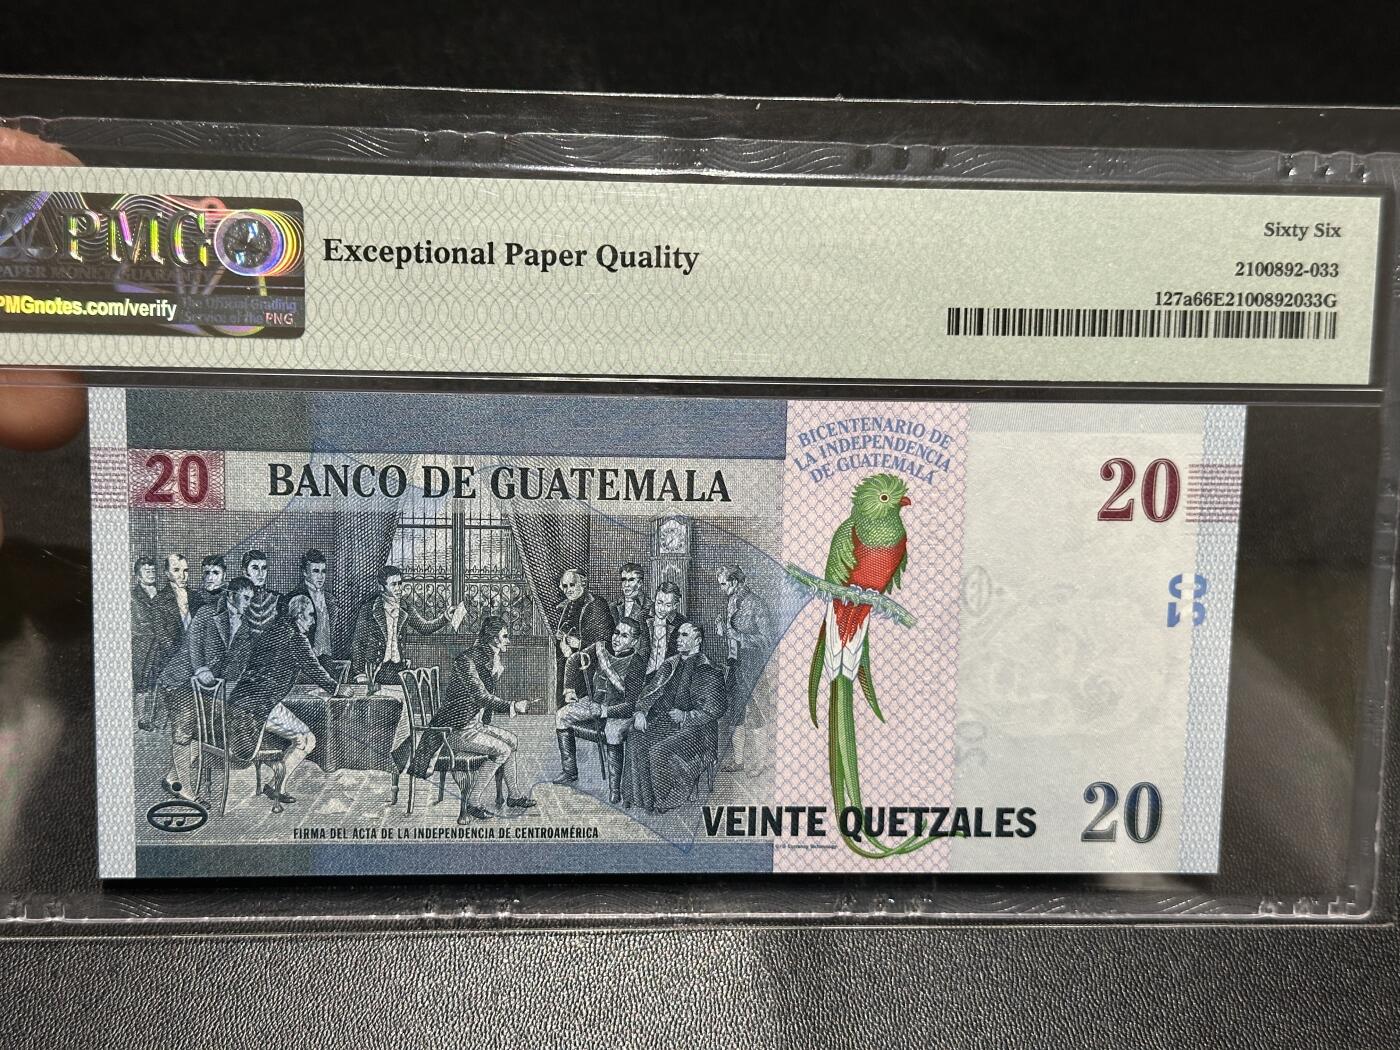 PMG
PAPER MONEY GUARANTY
PMGnotes.com/verify
The Official Grading
Service of the PNG
Exceptional Paper Quality
Sixty Six
2100892-033
127a66E2100892033G
20
BANCO DE GUATEMALA
BICENTENARIO DE
LA INDEPENDENCIA
DE GUATEMALA
20
FIRMA DEL ACTA DE LA INDEPENDENCIA DE CENTROAMÉRICA
VEINTE QUETZALES
20